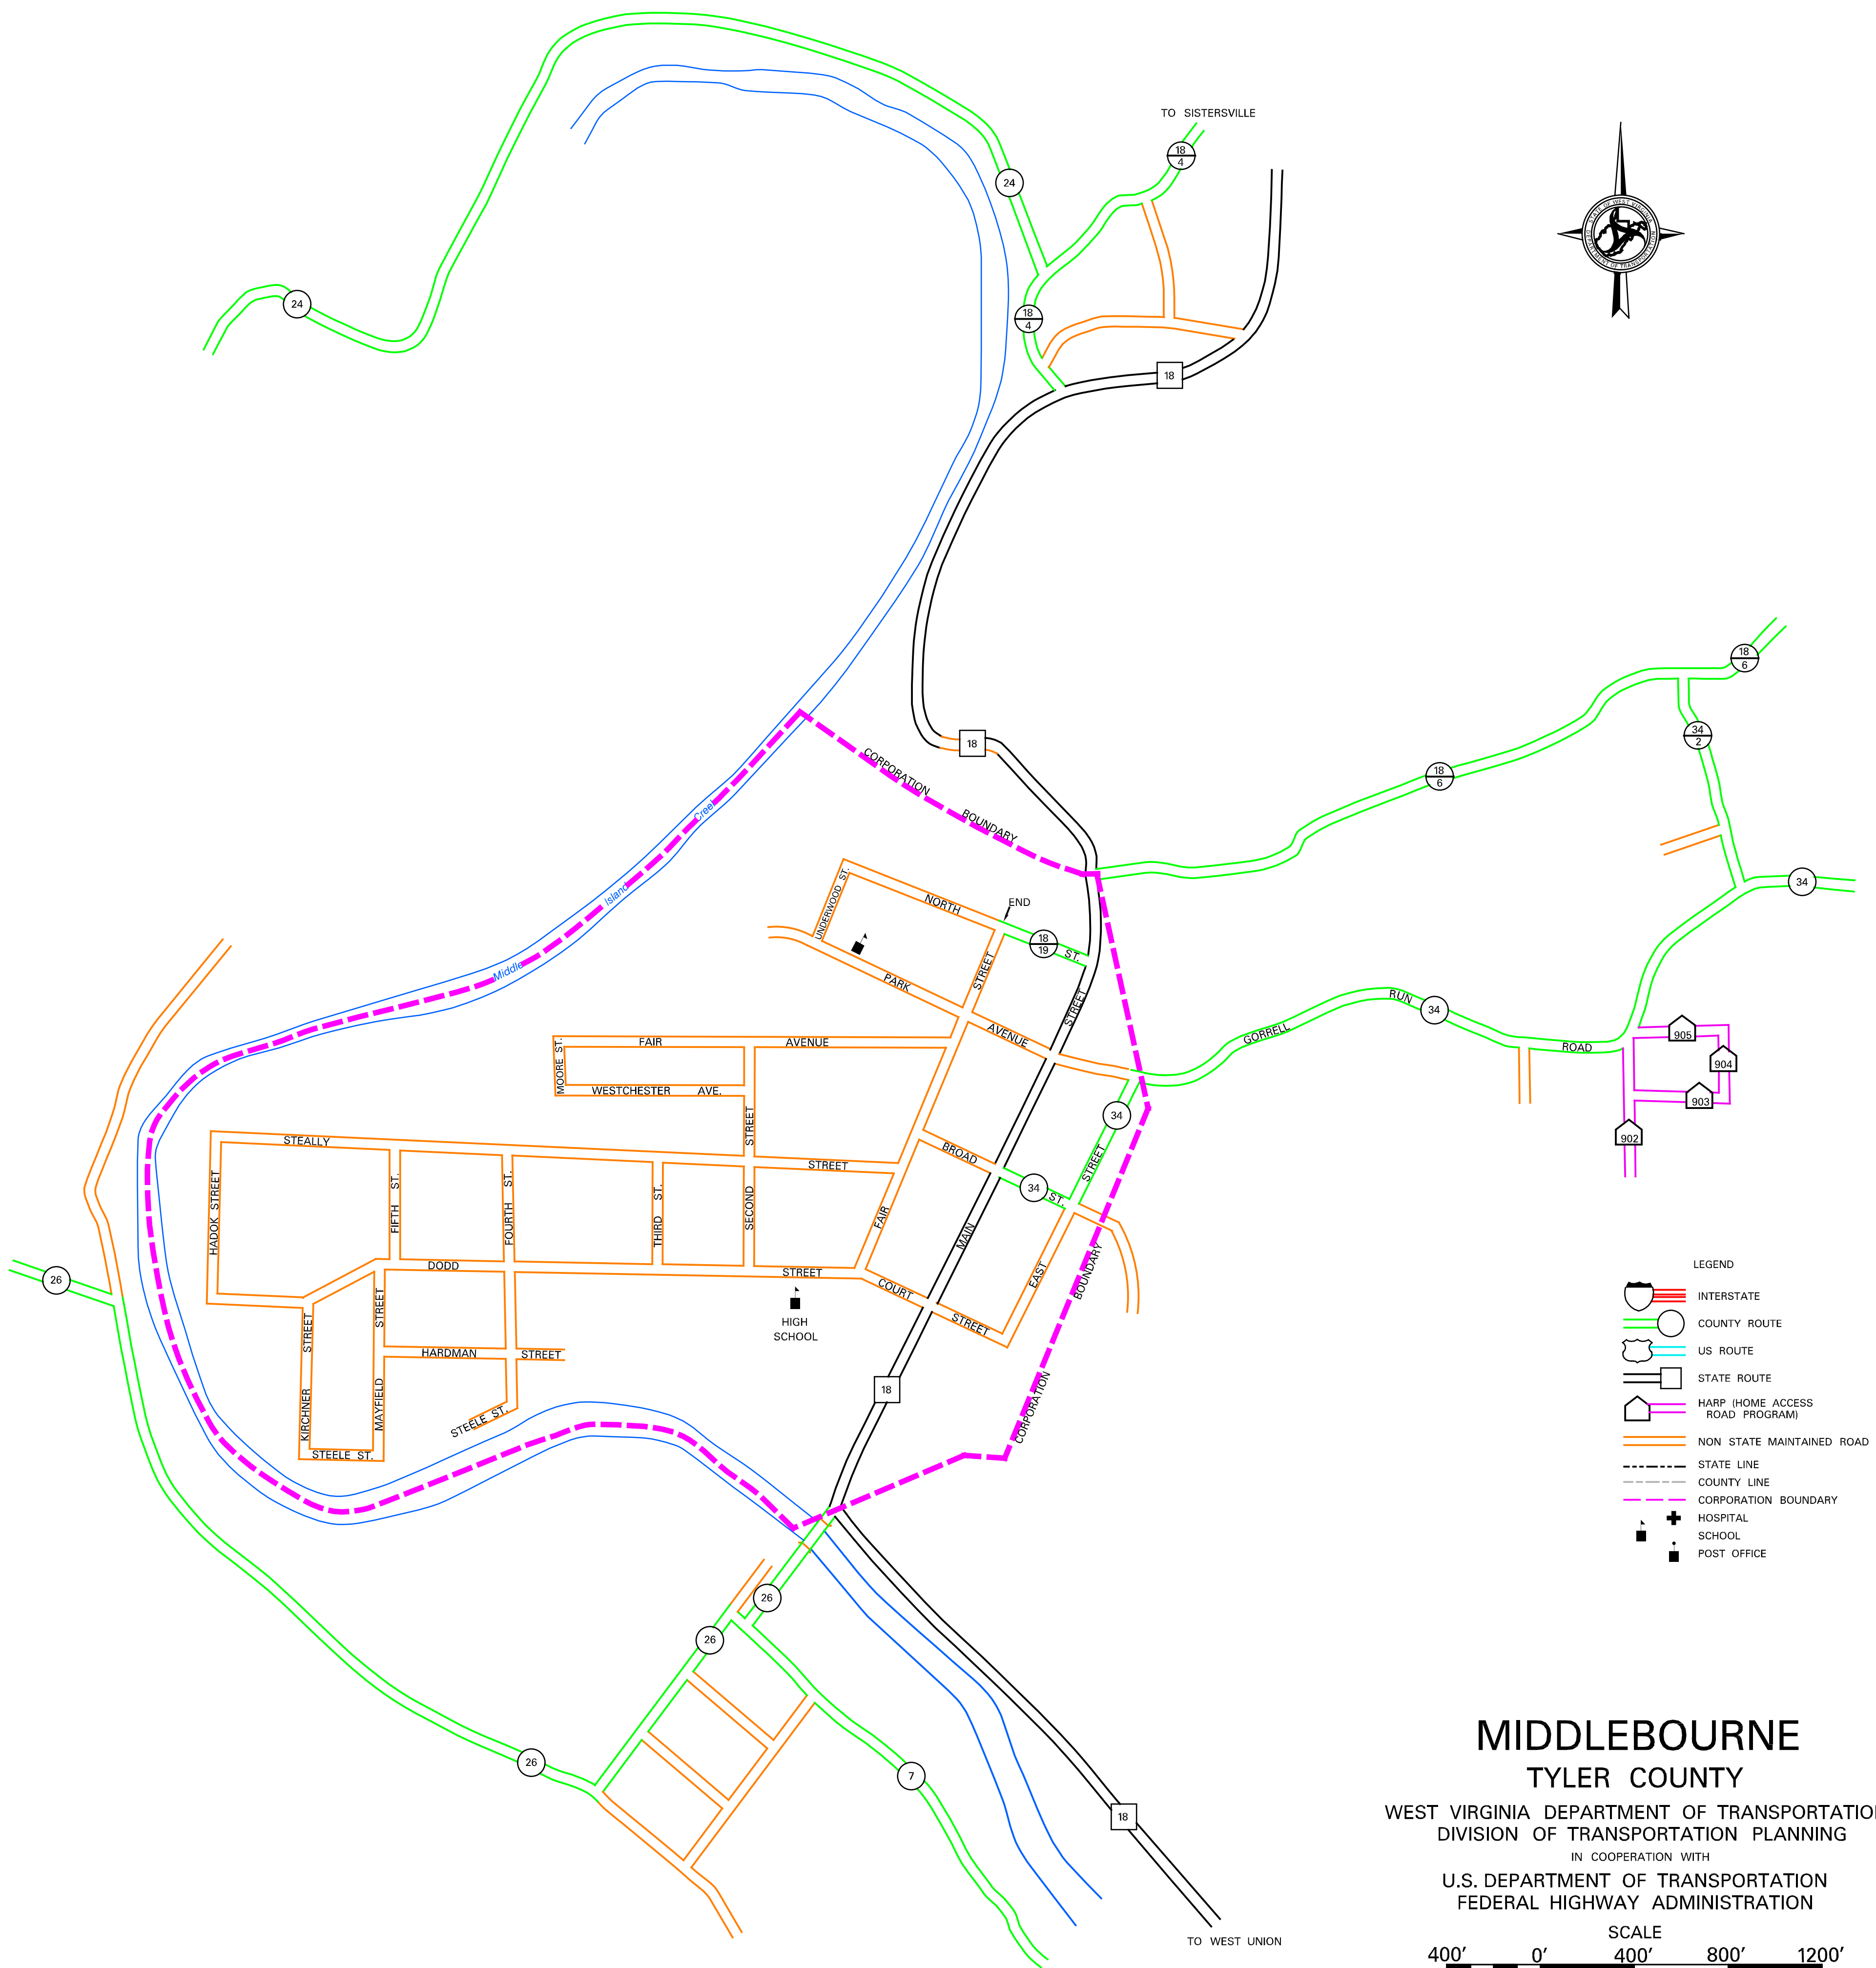 TO SISTERSVILLE
18
4
24
STATE OF WEST VIRGINIA
DEPARTMENT OF TRANSPORTATION
24
18
4
18
18
6
34
2
18
CORPORATION
BOUNDARY
18
6
Creek
Island
Middle
34
UNDERWOOD ST.
NORTH
END
18
19
ST.
STREET
PARK
AVENUE
STREET
RUN
34
GORRELL
ROAD
905
904
903
902
MOORE ST.
FAIR AVENUE
WESTCHESTER AVE.
STREET
34
STREET
STEALLY STREET
BROAD
34
ST.
HADOK STREET
FIFTH ST.
FOURTH ST.
THIRD ST.
SECOND
FAIR
MAIN
EAST
BOUNDARY
26
DODD STREET
COURT
STREET
HIGH
SCHOOL
STREET
STREET
HARDMAN STREET
KIRCHNER
MAYFIELD
18
CORPORATION
STEELE ST.
STEELE ST.
LEGEND
INTERSTATE
COUNTY ROUTE
US ROUTE
STATE ROUTE
HARP (HOME ACCESS
ROAD PROGRAM)
NON STATE MAINTAINED ROAD
STATE LINE
COUNTY LINE
CORPORATION BOUNDARY
HOSPITAL
SCHOOL
POST OFFICE
26
26
26
7
18
TO WEST UNION
MIDDLEBOURNE
TYLER COUNTY
WEST VIRGINIA DEPARTMENT OF TRANSPORTATIO
DIVISION OF TRANSPORTATION PLANNING
IN COOPERATION WITH
U.S. DEPARTMENT OF TRANSPORTATION
FEDERAL HIGHWAY ADMINISTRATION
SCALE
400' 0' 400' 800' 1200'